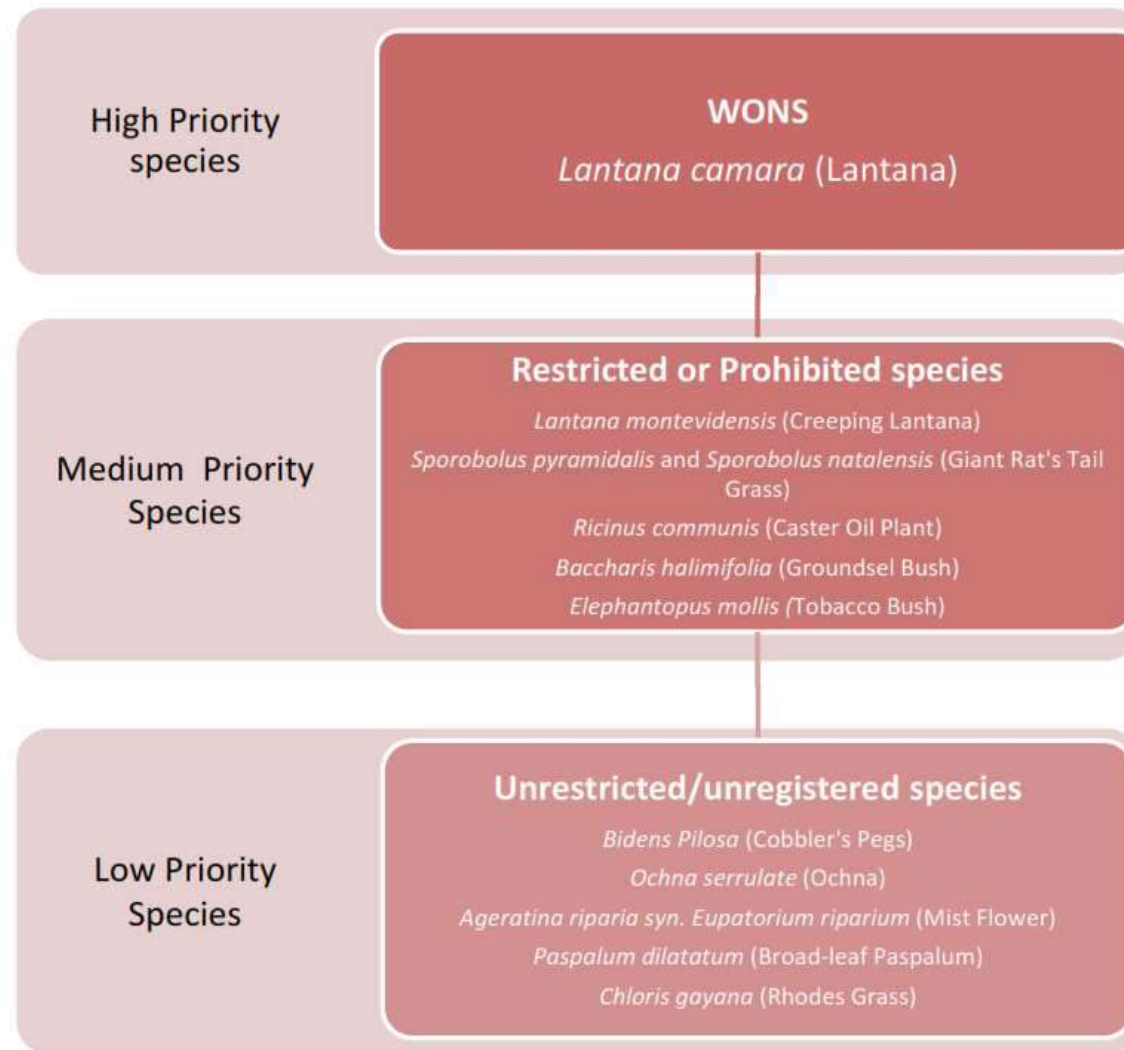 High Priority
species
WONS
Lantana camara (Lantana)
Medium Priority
Species
Restricted or Prohibited species
Lantana montevidensis (Creeping Lantana)
Sporobolus pyramidalis and Sporobolus natalensis (Giant Rat's Tail
Grass)
Ricinus communis (Caster Oil Plant)
Baccharis halimifolia (Groundsel Bush)
Elephantopus mollis (Tobacco Bush)
Low Priority
Species
Unrestricted/unregistered species
Bidens Pilosa (Cobbler's Pegs)
Ochna serrulate (Ochna)
Ageratina riparia syn. Eupatorium riparium (Mist Flower)
Paspalum dilatatum (Broad-leaf Paspalum)
Chloris gayana (Rhodes Grass)